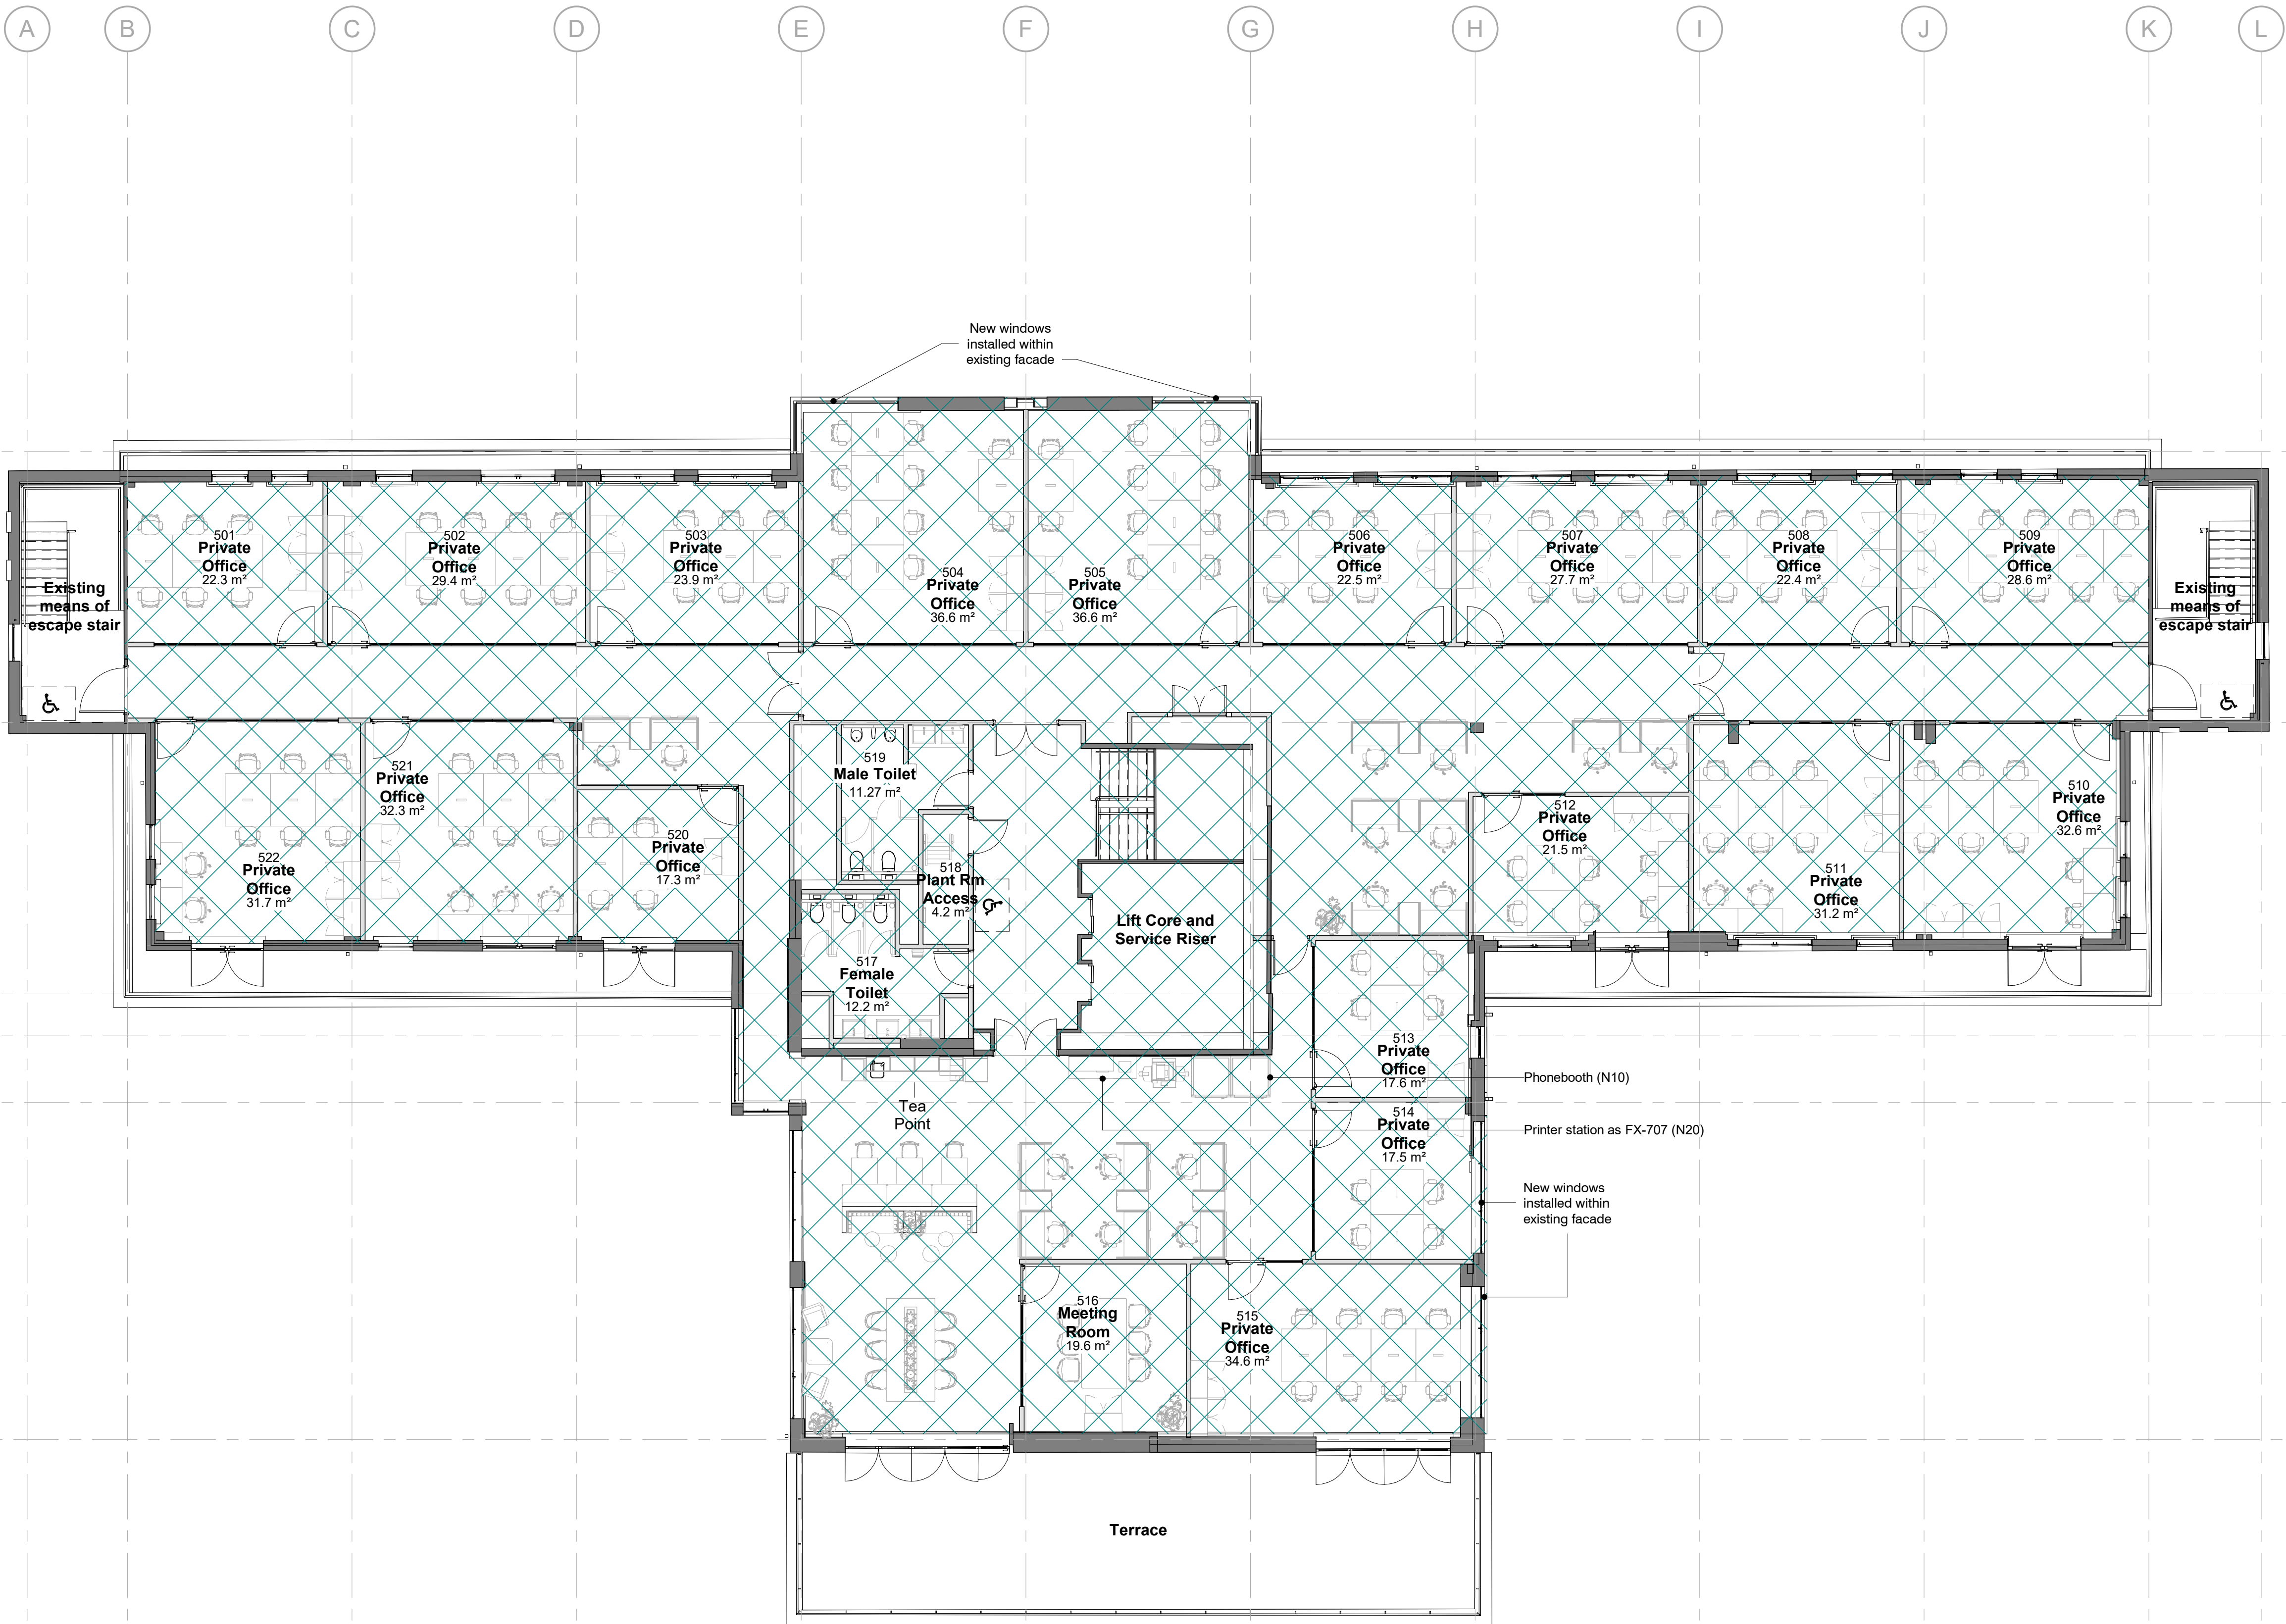 A B C D E F G H I J K L
New windows
installed within
existing facade
501
Private
Office
22.3 m²
502
Private
Office
29.4 m²
503
Private
Office
23.9 m²
504
Private
Office
36.6 m²
505
Private
Office
36.6 m²
506
Private
Office
22.5 m²
507
Private
Office
27.7 m²
508
Private
Office
22.4 m²
509
Private
Office
28.6 m²
Existing
means of
escape stair
Existing
means of
escape stair
522
Private
Office
31.7 m²
521
Private
Office
32.3 m²
520
Private
Office
17.3 m²
519
Male Toilet
11.27 m²
518
Plant Rm
Access
4.2 m²
517
Female
Toilet
12.2 m²
Lift Core and
Service Riser
512
Private
Office
21.5 m²
511
Private
Office
31.2 m²
510
Private
Office
32.6 m²
513
Private
Office
17.6 m²
Phonebooth (N10)
Tea
Point
514
Private
Office
17.5 m²
Printer station as FX-707 (N20)
New windows
installed within
existing facade
516
Meeting
Room
19.6 m²
515
Private
Office
34.6 m²
Terrace